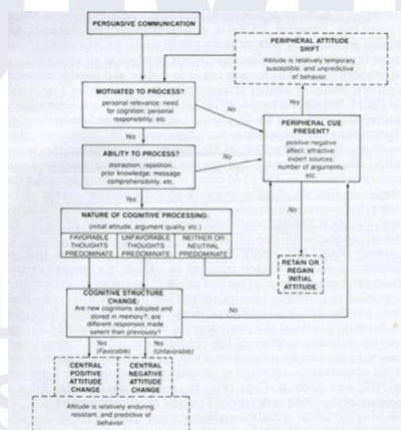 PERSUASIVE COMMUNICATION
PERIPHERAL ATTITUDE
SHIFT
Attitude is relatively temporary
susceptible, and unpredictive
of behavior.
MOTIVATED TO PROCESS?
personal relevance; need
for cognition; personal
responsibility; etc.
No
Yes
Yes
PERIPHERAL CUE
PRESENT?
positive negative
affect; attractive
expert sources;
number of arguments;
etc.
ABILITY TO PROCESS?
distraction; repetition;
prior knowledge; message
comprehensibility; etc.
No
Yes
NATURE OF COGNITIVE PROCESSING:
(initial attitude, argument quality, etc.)
FAVORABLE
THOUGHTS
PREDOMINATE
UNFAVORABLE
THOUGHTS
PREDOMINATE
NEITHER OR
NEUTRAL
PREDOMINATE
No
RETAIN OR
REGAIN
INITIAL
ATTITUDE
COGNITIVE STRUCTURE
CHANGE:
Are new cognitions adopted and
stored in memory?; are
different responses made
salient than previously?
No
Yes
(Favorable)
Yes
(Unfavorable)
CENTRAL
POSITIVE
ATTITUDE
CHANGE
CENTRAL
NEGATIVE
ATTITUDE
CHANGE
Attitude is relatively enduring,
resistant, and predictive of
behavior.